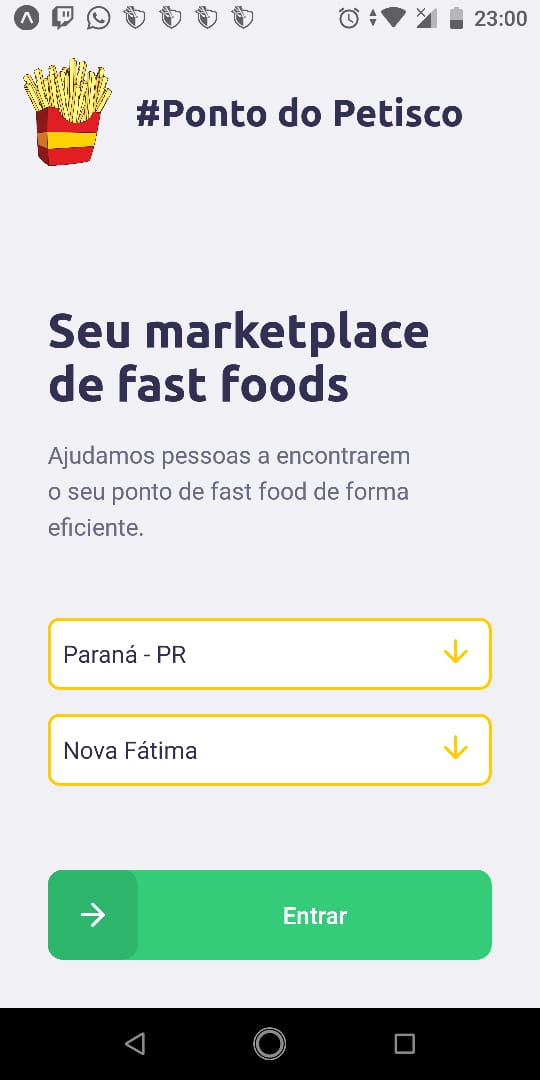 23:00
#Ponto do Petisco
Seu marketplace
de fast foods
Ajudamos pessoas a encontrarem
o seu ponto de fast food de forma
eficiente.
Paraná - PR
Nova Fátima
Entrar